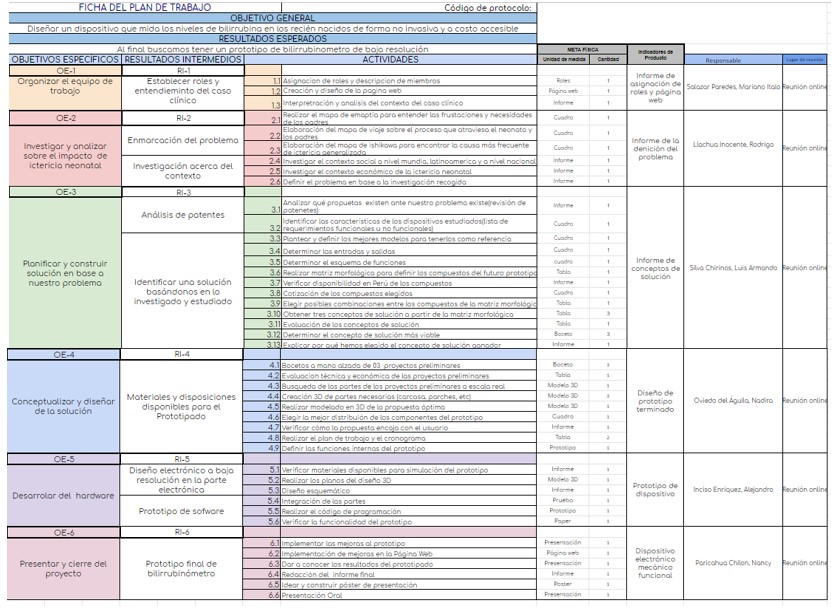 FICHA DEL PLAN DE TRABAJO Código de protocolo:
OBJETIVO GENERAL
Diseñar un dispositivo que mida los niveles de bilirrubina en los recién nacidos de forma no invasiva y a costo accesible
RESULTADOS ESPERADOS
Al final buscamos tener un prototipo de bilirrubinometro de baja resolución
META FÍSICA Indicadores de Producto
OBJETIVOS ESPECÍFICOS RESULTADOS INTERMEDIOS ACTIVIDADES Unidad de medida Cantidad Responsable Lugar de reunión
OE-1 RI-1
Organizar el equipo de trabajo Establecer roles y entendiemiento del caso clínico Informe de asignación de roles y página web Salazar Paredes, Mariano Italo Reunión online
1.1 Asignacion de roles y descripcion de miembros Roles 1
1.2 Creación y diseño de la pagina web Página web 1
1.3 Interpretración y analisis del contexto del caso clínico Informe 1
OE-2 RI-2
Investigar y analizar sobre el impacto de ictericia neonatal Enmarcación del problema Informe de la denición del problema Llachua Inocente, Rodrigo Reunión online
2.1 Realizar el mapa de emaptia para entender las frustaciones y necesidades de los padres Cuadro 1
2.2 Elaboración del mapa de viaje sobre el proceso que atraviesa el neonato y los padres Cuadro 1
2.3 Elaboración del mapa de ishikawa para encontrar la causa más frecuente de ictericia generalizada Cuadro 1
Investigación acerca del contexto
2.4 Investigar el contexto social a nivel mundia, latinoamerica y a nivel nacional Informe 1
2.5 Investigar el contexto económico de la ictericia neonatal Informe 1
2.6 Definir el problema en base a la investigación recogida Informe 1
OE-3 RI-3
Planificar y construir solución en base a nuestro problema Análisis de patentes Informe de conceptos de solución Silva Chirinos, Luis Armando Reunión online
3.1 Analizar qué propuetas existen ante nuestro problema existe(revisión de patenetes) Informe 1
3.2 Identificar las características de los dispositivos estudiados(lista de requerimientos funcionales u no funcionales) Cuadro 1
Identificar una solución basándonos en lo investigado y estudiado
3.3 Plantear y definir los mejores modelos para tenerlos como referencia Cuadro 1
3.4 Determinar las entradas y salidas Cuadro 1
3.5 Determinar el esquema de funciones cuadro 1
3.6 Realizar matriz morfológica para definir los compuestos del futuro prototipo Tabla 1
3.7 Verificar disponibilidad en Perú de los compuestos Informe 1
3.8 Cotización de los compuestos elegidos Cuadro 1
3.9 Elegir posibles combinaciones entre los compuestos de la matriz morfológic Tabla 1
3.10 Obtener tres conceptos de solución a partir de la matriz morfológica Tabla 3
3.11 Evaluación de los conceptos de solución Tabla 1
3.12 Determinar el concepto de solución más viable Boceto 3
3.13 Explicar por qué hemos elegido el concepto de solución ganador Informe 1
OE-4 RI-4
Conceptualizar y diseñar de la solución Materiales y disposiciones disponibles para el Prototipado Diseño de prototipo terminado Oviedo del Águila, Nadira Reunión online
4.1 Bocetos a mano alzada de 03 proyectos preliminares Boceto 3
4.2 Evaluacion técnica y económica de los proyectos preliminares Tabla 1
4.3 Busqueda de las partes de los proyectos preliminares a escala real Modelo 3D 1
4.4 Creación 3D de partes necesarias (carcasa, parches, etc) Modelo 3D 3
4.5 Realizar modelado en 3D de la propuesta óptima Modelo 3D 1
4.6 Elegir la mejor distribución de los componentes del prototipo Cuadro 1
4.7 Verificar cómo la propuesta encaja con el usuario Informe 1
4.8 Realizar el plan de trabajo y el cronograma Tabla 2
4.9 Definir las funciones internas del prototipo Prototipo 1
OE-5 RI-5
Desarrolar del hardware Diseño electrónico a baja resolución en la parte electrónica Prototipo de dispositivo Inciso Enriquez, Alejandro Reunión online
5.1 Verificar materiales disponibles para simulación del prototipo Informe 1
5.2 Realizar los planos del diseño 3D Modelo 3D 1
5.3 Diseño esquemático Informe 1
Prototipo de sofware
5.4 Integración de las partes Prueba 1
5.5 Realizar el código de programación Prototipo 1
5.6 Verificar la funcionalidad del prototipo Paper 1
OE-6 RI-6
Presentar y cierre del proyecto Prototipo final de bilirrubinómetro Dispositivo electrónico mecánico funcional Paricahua Chilon, Nancy Reunión online
6.1 Implementar las mejoras al prototipo Presentación 1
6.2 Implementación de mejoras en la Página Web Página web 1
6.3 Dar a conocer los resultados del prototipado Presentación 1
6.4 Redacción del informe final Informe 1
6.5 Idear y construir póster de presentación Poster 1
6.6 Presentación Oral Presentación 1